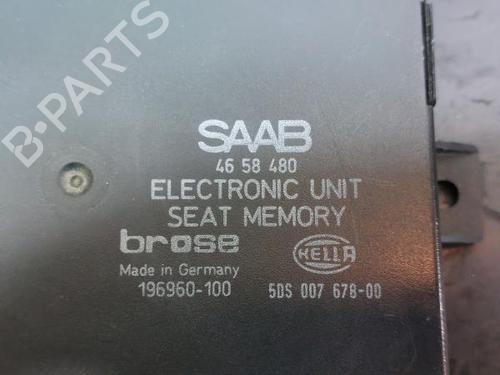 B-PARTS
SAAB
46 58 480
ELECTRONIC UNIT
SEAT MEMORY
brose
HELLA
Made in Germany
196960-100
5DS 007 678-00